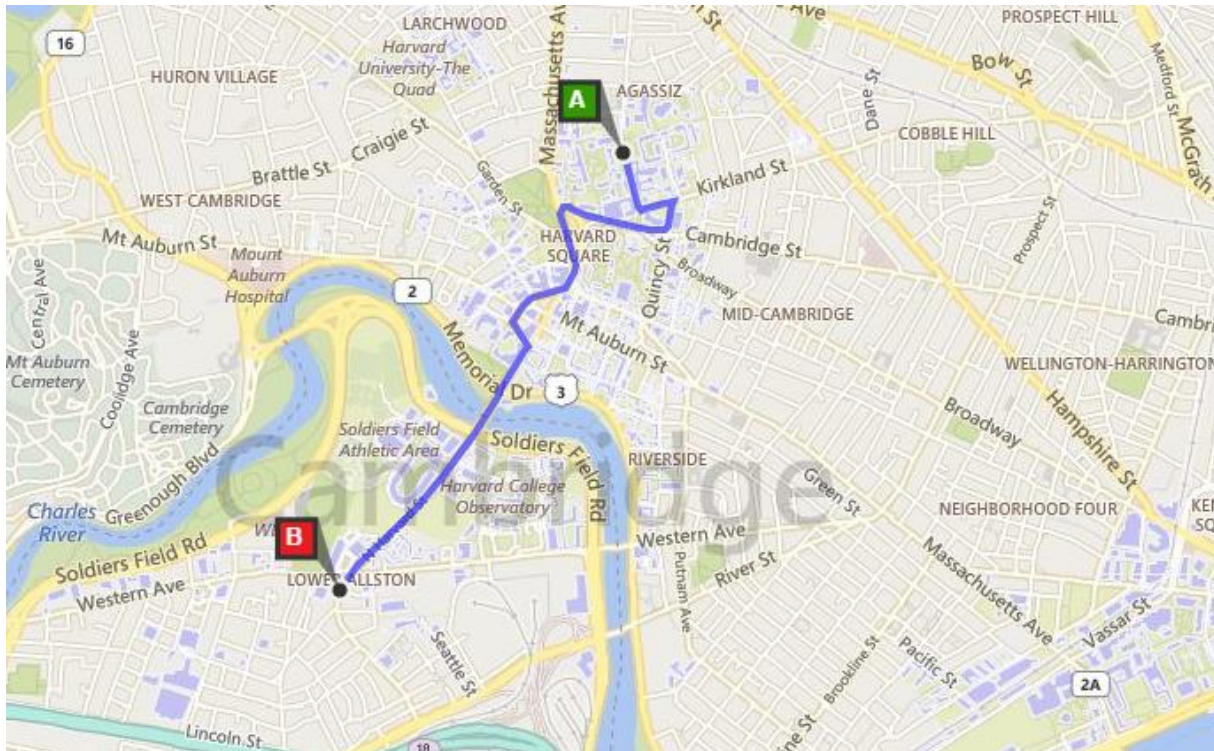 LARCHWOOD
PROSPECT HILL
16
Harvard
University-The
Quad
HURON VILLAGE
Massachusetts Ave
A
AGASSIZ
Dane St
Bow St
Medford St
McGrath
COBBLE HILL
Craigie St
Brattle St
Garden St
Kirkland St
Prospect St
WEST CAMBRIDGE
Mt Auburn St
HARVARD
SQUARE
Cambridge St
Quincy St
Broadway
Central Ave
Mount
Auburn
Hospital
2
MID-CAMBRIDGE
Mt Auburn St
Cambri
Mt Auburn
Cemetery
Coolidge Ave
Memorial Dr
3
WELLINGTON-HARRINGTON
Cambridge
Cemetery
Soldiers Field
Athletic Area
Soldiers Field Rd
Broadway
Hampshire St
RIVERSIDE
Cambridge
Greenough Blvd
Harvard College
Observatory
Green St
Charles
River
NEIGHBORHOOD FOUR
KEN
SQ
N Harvard St
B
Soldiers Field Rd
Western Ave
Putnam Ave
River St
Massachusetts Ave
Western Ave
LOWER ALLSTON
Vassar St
Seattle St
Brookline St
Pacific St
2A
Lincoln St
18